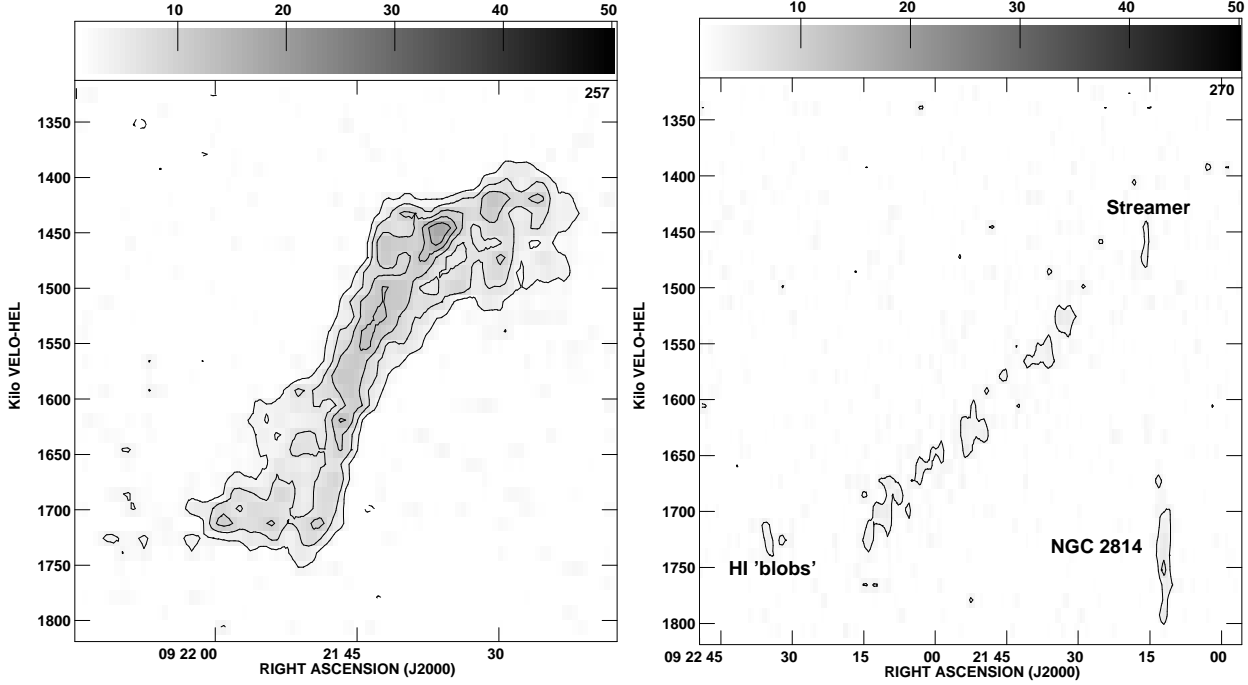 10 20 30 40 50
257
1350
1400
1450
1500
1550
1600
1650
1700
1750
1800
Kilo VELO-HEL
09 22 00 21 45 30
RIGHT ASCENSION (J2000)
10 20 30 40 50
270
1350
1400
1450
1500
1550
1600
1650
1700
1750
1800
Kilo VELO-HEL
Streamer
NGC 2814
HI 'blobs'
09 22 45 30 15 00 21 45 30 15 00
RIGHT ASCENSION (J2000)